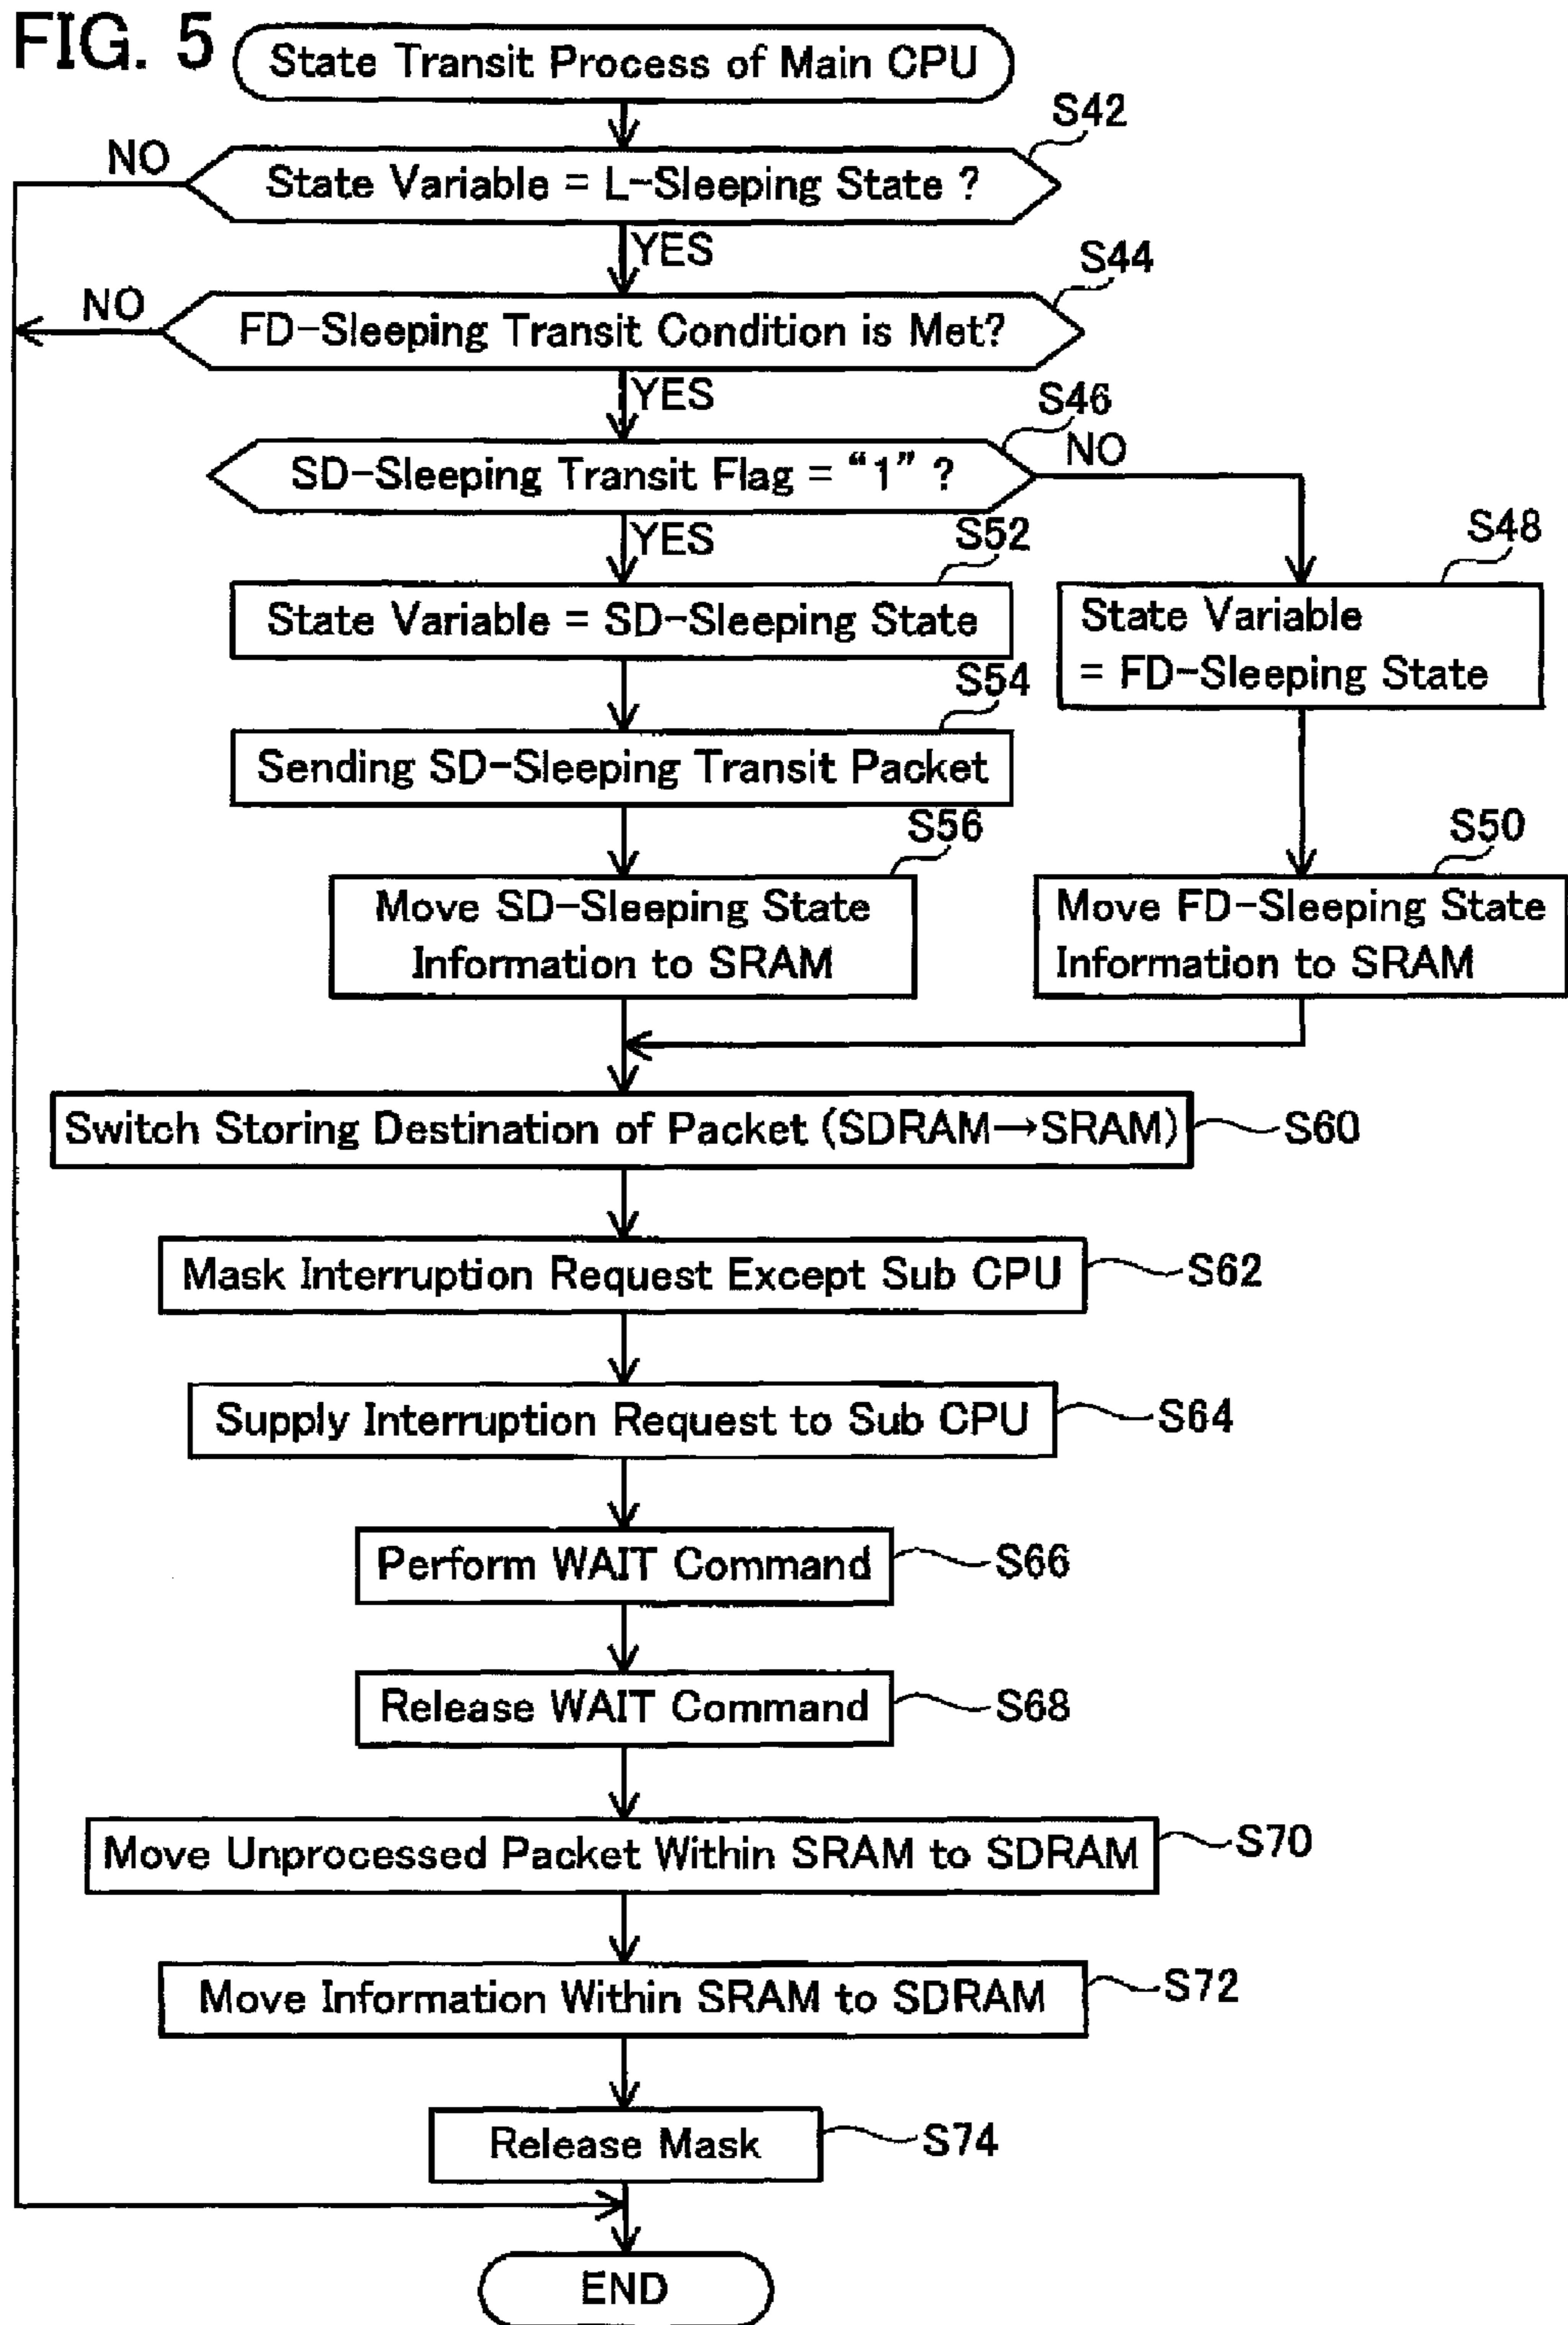 FIG. 5
State Transit Process of Main CPU
S42
NO
State Variable = L-Sleeping State ?
YES
S44
NO
FD-Sleeping Transit Condition is Met?
YES
S46
SD-Sleeping Transit Flag = “1” ?
NO
YES
S52
State Variable = SD-Sleeping State
S48
State Variable
= FD-Sleeping State
S54
Sending SD-Sleeping Transit Packet
S56
Move SD-Sleeping State
Information to SRAM
S50
Move FD-Sleeping State
Information to SRAM
Switch Storing Destination of Packet (SDRAM→SRAM)
S60
Mask Interruption Request Except Sub CPU
S62
Supply Interruption Request to Sub CPU
S64
Perform WAIT Command
S66
Release WAIT Command
S68
Move Unprocessed Packet Within SRAM to SDRAM
S70
Move Information Within SRAM to SDRAM
S72
Release Mask
S74
END